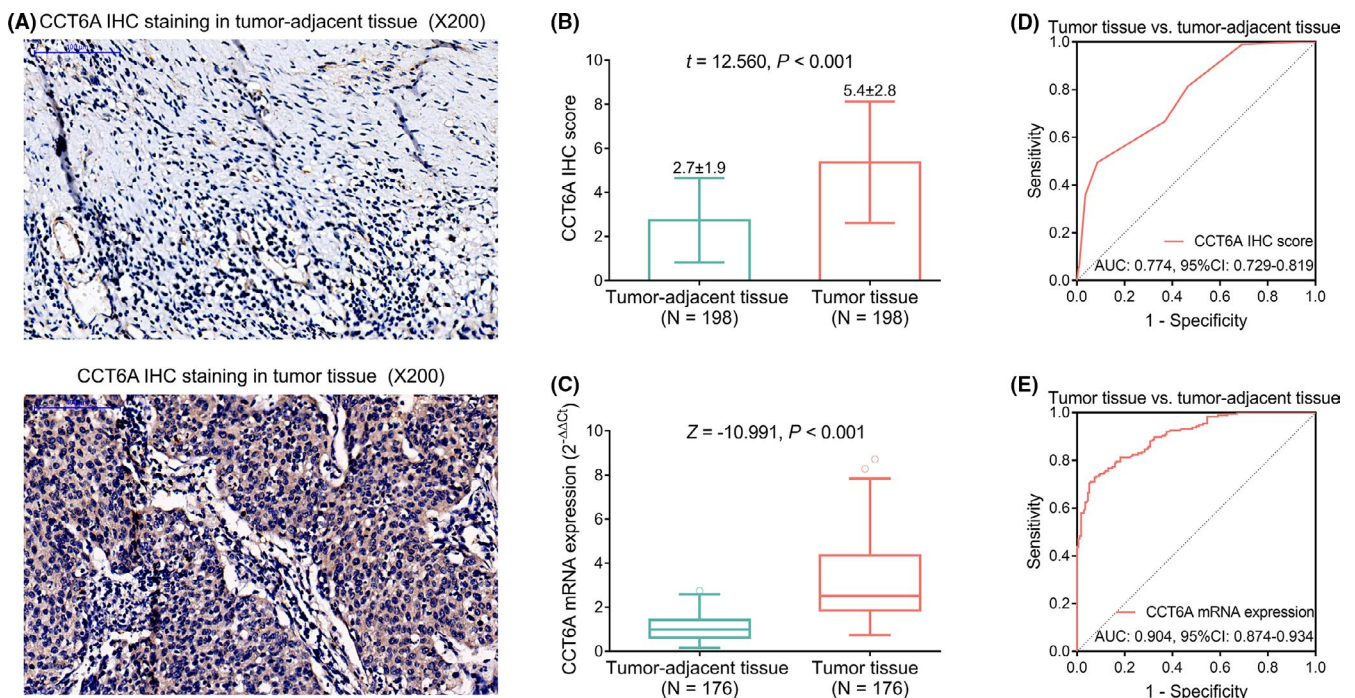 (A) CCT6A IHC staining in tumor-adjacent tissue (X200)
100 μm
CCT6A IHC staining in tumor tissue (X200)
(B)
t = 12.560, P < 001
CCT6A IHC score
10
8
6
4
2
0
2.7±1.9
5.4±2.8
Tumor-adjacent tissue
(N = 198)
Tumor tissue
(N = 198)
(C)
Z = -10.991, P < 0.001
CCT6A mRNA expression (2^-ΔΔCt)
10
8
6
4
2
0
Tumor-adjacent tissue
(N = 176)
Tumor tissue
(N = 176)
(D)
Tumor tissue vs. tumor-adjacent tissue
Sensitivity
1.0
0.8
0.6
0.4
0.2
0.0
CCT6A IHC score
AUC: 0.774, 95%CI: 0.729-0.819
0.0 0.2 0.4 0.6 0.8 1.0
1 - Specificity
(E)
Tumor tissue vs. tumor-adjacent tissue
Sensitivity
1.0
0.8
0.6
0.4
0.2
0.0
CCT6A mRNA expression
AUC: 0.904, 95%CI: 0.874-0.934
0.0 0.2 0.4 0.6 0.8 1.0
1 - Specificity